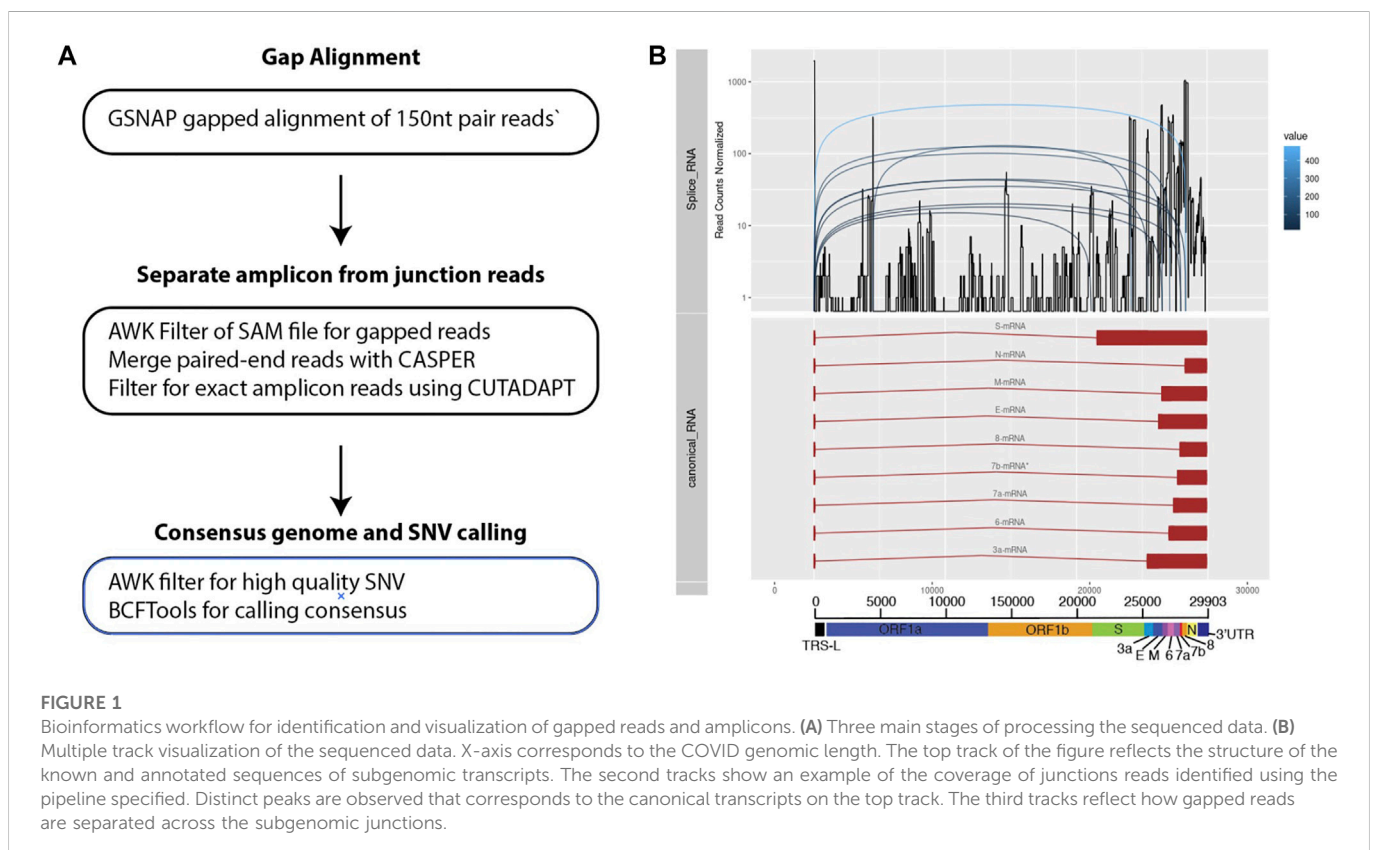 A
Gap Alignment
GSNAP gapped alignment of 150nt pair reads`
Separate amplicon from junction reads
AWK Filter of SAM file for gapped reads
Merge paired-end reads with CASPER
Filter for exact amplicon reads using CUTADAPT
Consensus genome and SNV calling
AWK filter for high quality SNV
BCFTools for calling consensus
B
Splice_RNA
Read Counts Normalized
1000
100
10
1
value
400
300
200
100
canonical_RNA
S-mRNA
N-mRNA
M-mRNA
E-mRNA
8-mRNA
7b-mRNA*
7a-mRNA
6-mRNA
3a-mRNA
0 10000 20000 30000
0 5000 10000 150000 20000 25000 29903
TRS-L ORF1a ORF1b S N 3'UTR
3a E M 6 7a 7b 8
FIGURE 1
Bioinformatics workflow for identification and visualization of gapped reads and amplicons. (A) Three main stages of processing the sequenced data. (B)
Multiple track visualization of the sequenced data. X-axis corresponds to the COVID genomic length. The top track of the figure reflects the structure of the
known and annotated sequences of subgenomic transcripts. The second tracks show an example of the coverage of junctions reads identified using the
pipeline specified. Distinct peaks are observed that corresponds to the canonical transcripts on the top track. The third tracks reflect how gapped reads
are separated across the subgenomic junctions.